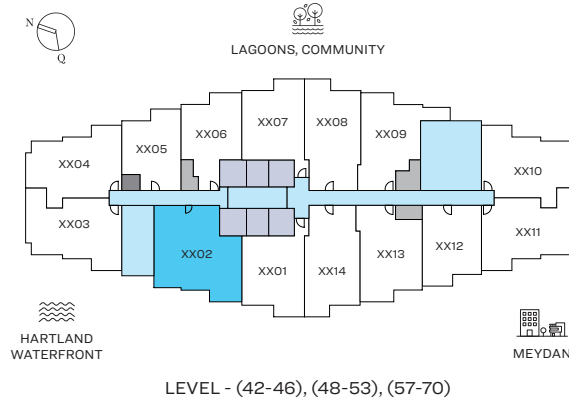 N
Q
LAGOONS, COMMUNITY
XX04
XX05
XX06
XX07
XX08
XX09
XX10
XX03
XX02
XX01
XX14
XX13
XX12
XX11
HARTLAND
WATERFRONT
MEYDAN
LEVEL - (42-46), (48-53), (57-70)